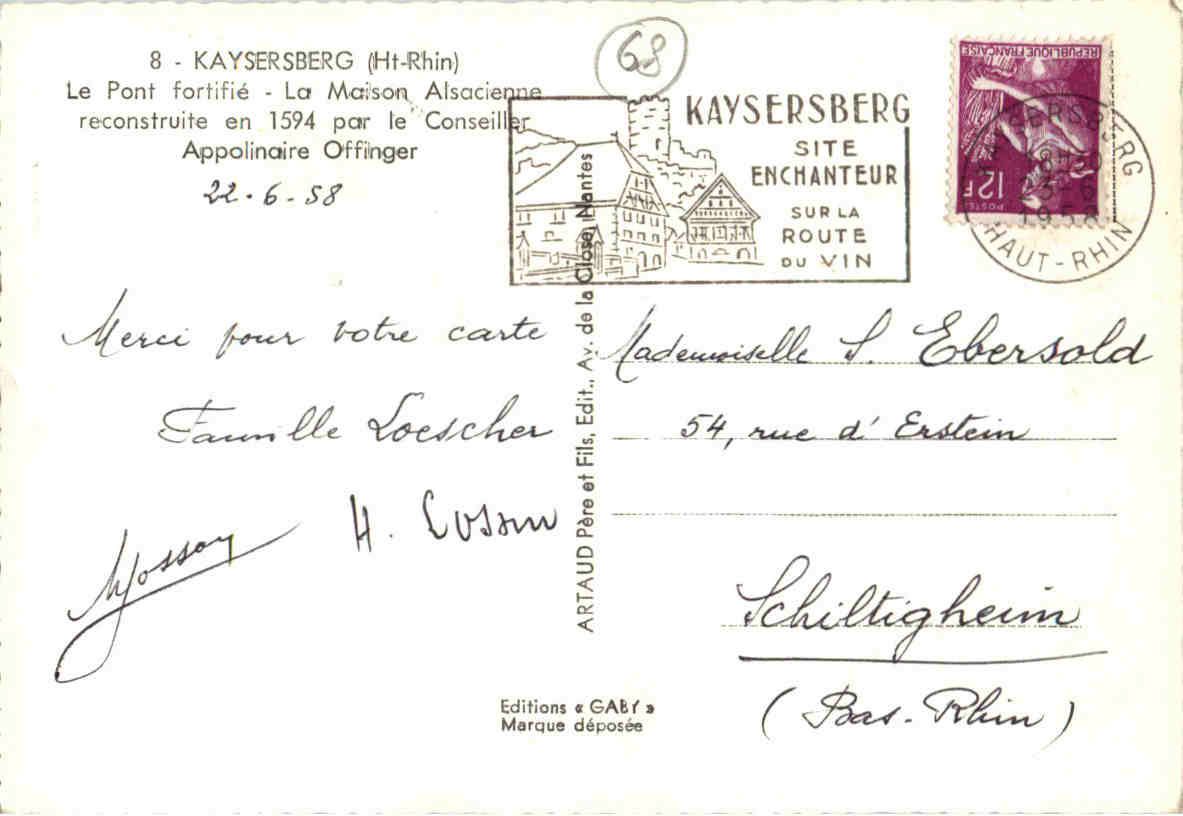 8 - KAYSERSBERG (Ht-Rhin)
Le Pont fortifié - La Maison Alsacienne
reconstruite en 1594 par le Conseiller
Appolinaire Offinger
22-6-58
Merci pour votre carte
Famille Loescher
H.
68
KAYSERSBERG
SITE
ENCHANTEUR
SUR LA
ROUTE
DU VIN
REPUBLIQUE FRANÇAISE
POSTES
12F
KAYSERSBERG
1958
HAUT-RHIN
ARTAUD Père et Fils, Edit., Av. de la Close, Nantes
Mademoiselle S. Ebersold
54, rue d'Erstein
Schiltigheim
(Bas-Rhin)
Editions « GABY »
Marque déposée